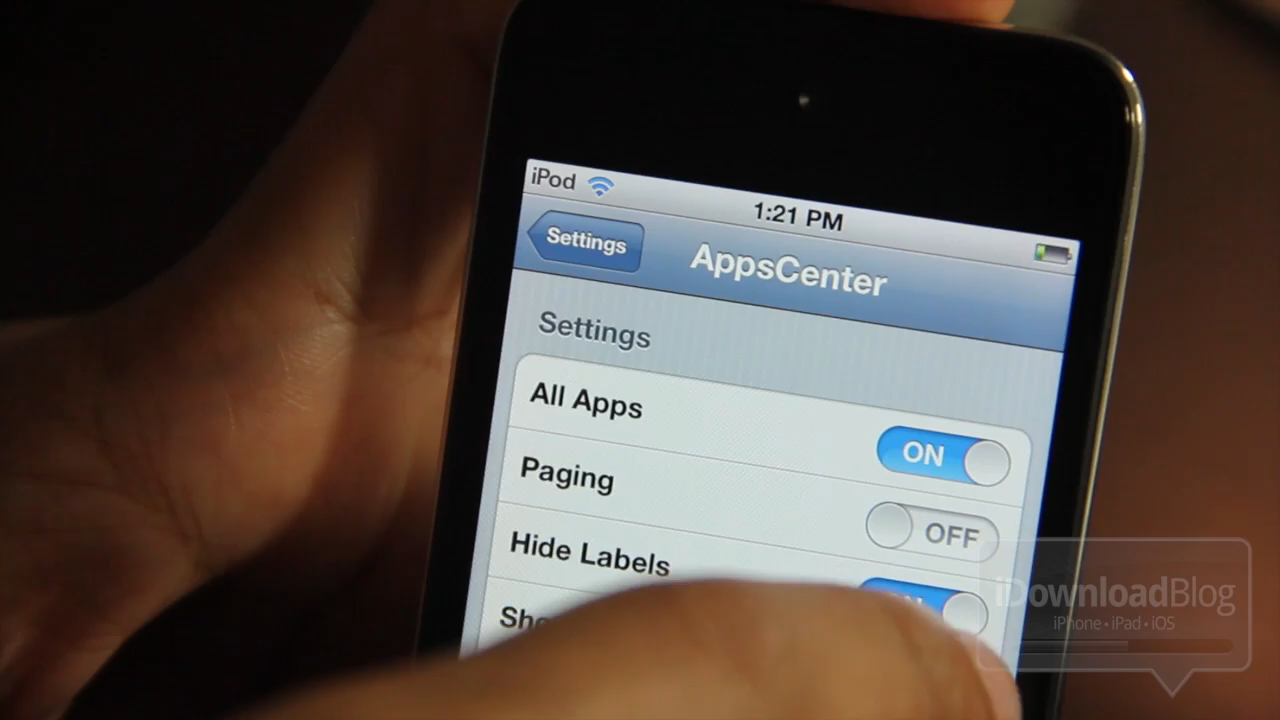 iPod
1:21 PM
Settings
AppsCenter
Settings
All Apps
ON
Paging
OFF
Hide Labels
iDownloadBlog
iPhone • iPad • iOS